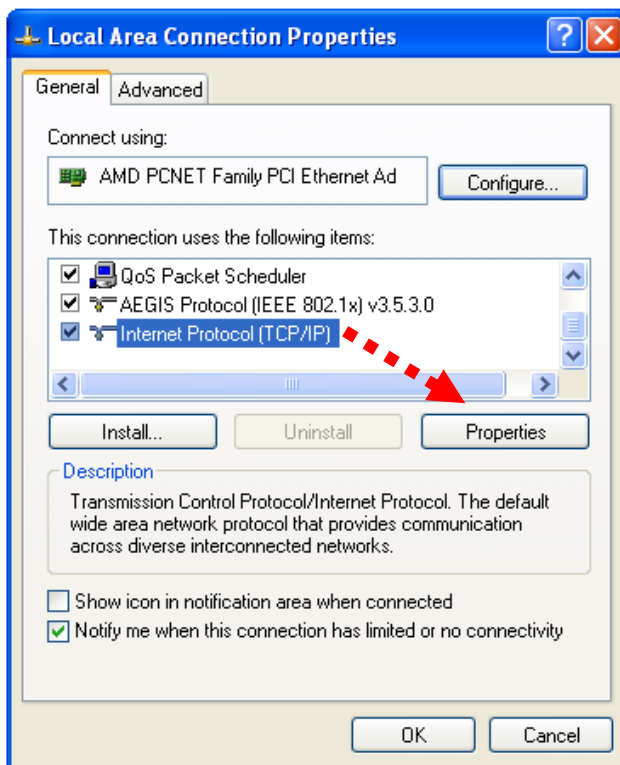 Local Area Connection Properties
General
Advanced
Connect using:
AMD PCNET Family PCI Ethernet Ad
Configure...
This connection uses the following items:
QoS Packet Scheduler
AEGIS Protocol (IEEE 802.1x) v3.5.3.0
Internet Protocol (TCP/IP)
Install...
Uninstall
Properties
Description
Transmission Control Protocol/Internet Protocol. The default
wide area network protocol that provides communication
across diverse interconnected networks.
Show icon in notification area when connected
Notify me when this connection has limited or no connectivity
OK
Cancel